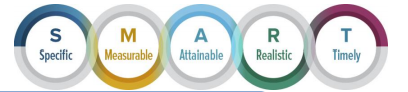 S M A R T
Specific Measurable Attainable Realistic Timely